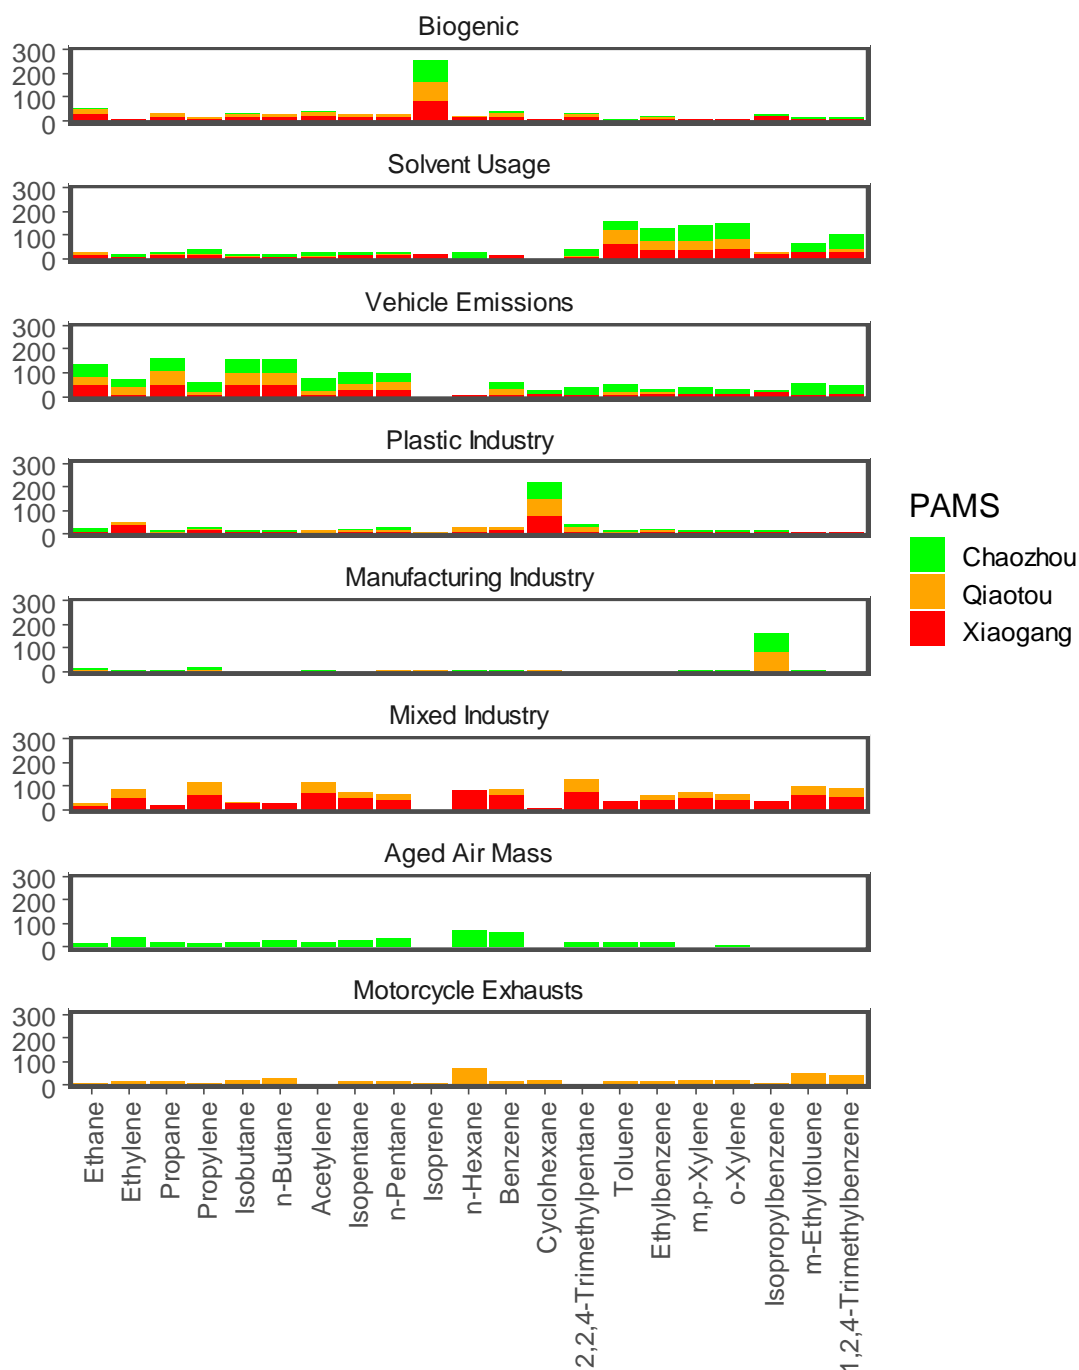 Biogenic
300
200
100
0
Solvent Usage
300
200
100
0
Vehicle Emissions
300
200
100
0
Plastic Industry
300
200
100
0
Manufacturing Industry
300
200
100
0
Mixed Industry
300
200
100
0
Aged Air Mass
300
200
100
0
Motorcycle Exhausts
300
200
100
0
Ethane
Ethylene
Propane
Propylene
Isobutane
n-Butane
Acetylene
Isopentane
n-Pentane
Isoprene
n-Hexane
Benzene
Cyclohexane
2,2,4-Trimethylpentane
Toluene
Ethylbenzene
m,p-Xylene
o-Xylene
Isopropylbenzene
m-Ethyltoluene
1,2,4-Trimethylbenzene
PAMS
Chaozhou
Qiaotou
Xiaogang